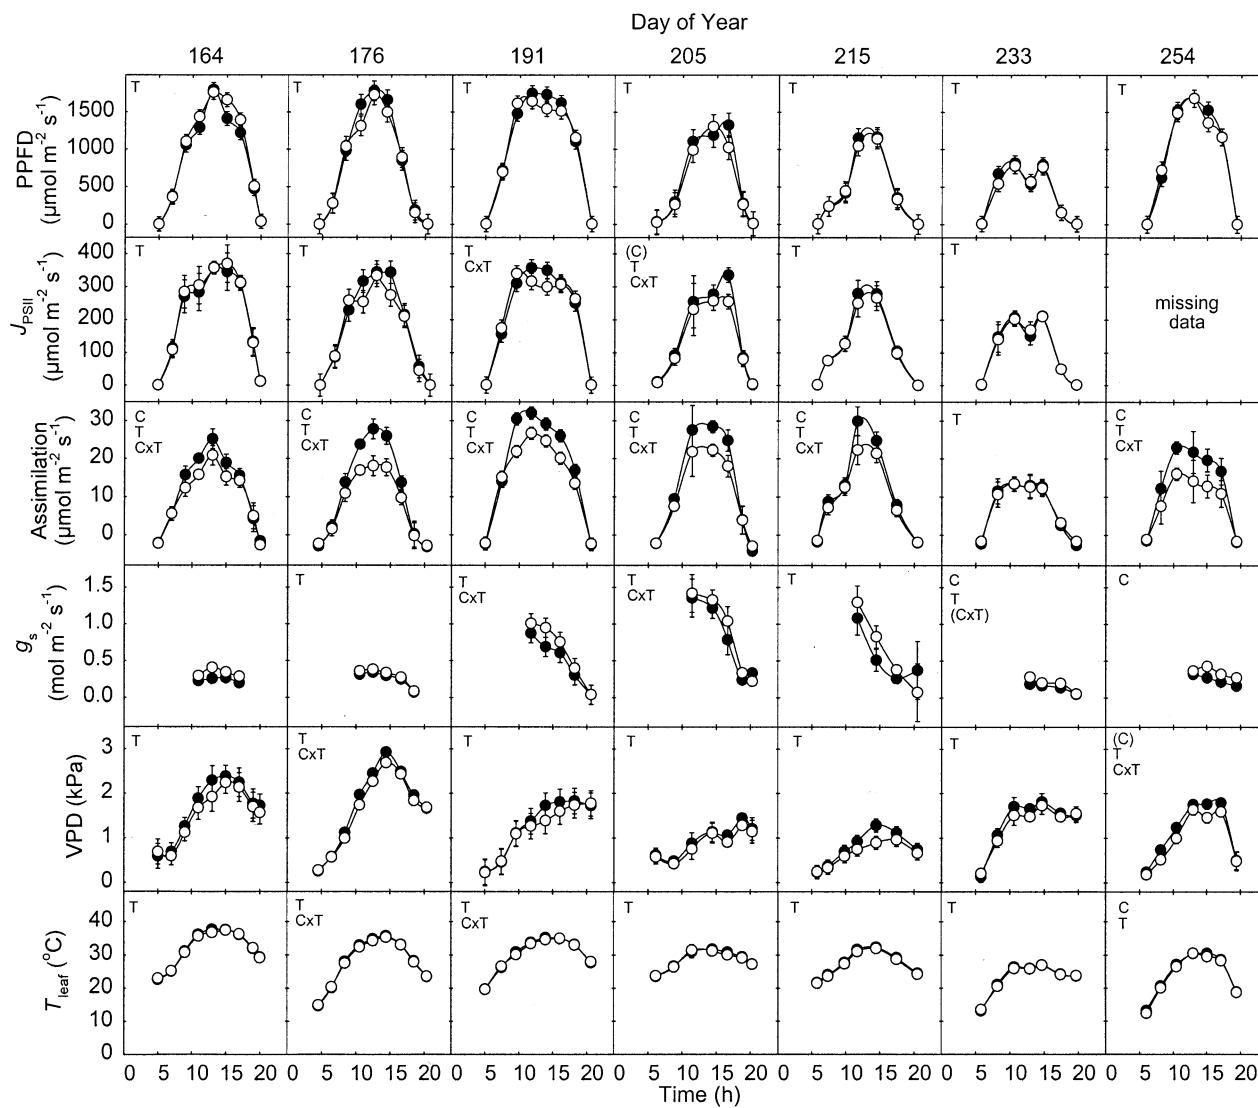 Day of Year
164 176 191 205 215 233 254
PPFD
(µmol m⁻² s⁻¹)
1500
1000
500
0
T T T T T T T
J_PSII
(µmol m⁻² s⁻¹)
400
300
200
100
0
T
T
T
CxT
(C)
T
CxT
T
T
missing
data
Assimilation
(µmol m⁻² s⁻¹)
30
20
10
0
C
T
CxT
C
T
CxT
C
T
CxT
C
T
CxT
C
T
CxT
T
C
T
CxT
g_s
(mol m⁻² s⁻¹)
1.5
1.0
0.5
0.0
T
T
CxT
T
CxT
T
C
T
(CxT)
C
VPD (kPa)
3
2
1
0
T
T
CxT
T
T
T
T
(C)
T
CxT
T_leaf (°C)
40
30
20
10
0
T
T
CxT
T
CxT
T
T
T
C
T
0 5 10 15 20 0 5 10 15 20 0 5 10 15 20 0 5 10 15 20 0 5 10 15 20 0 5 10 15 20 0 5 10 15 20
Time (h)